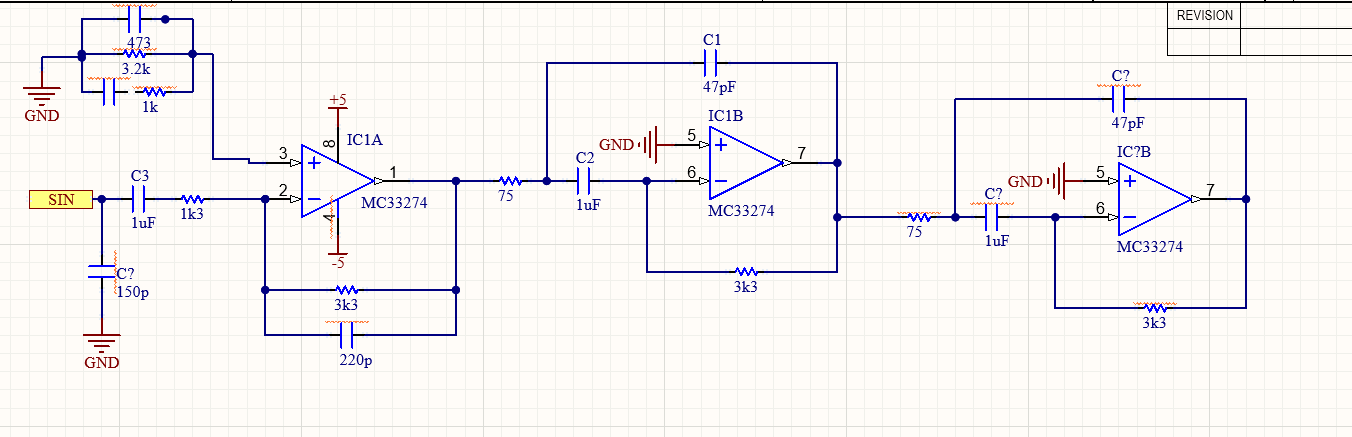 REVISION
473
3.2k
1k
GND
+5
8
IC1A
3
2
1
4
MC33274
-5
SIN
C3
1uF
1k3
C?
150p
GND
3k3
220p
75
C1
47pF
IC1B
GND
5
6
7
MC33274
C2
1uF
3k3
75
C?
47pF
IC?B
GND
5
6
7
MC33274
C?
1uF
3k3